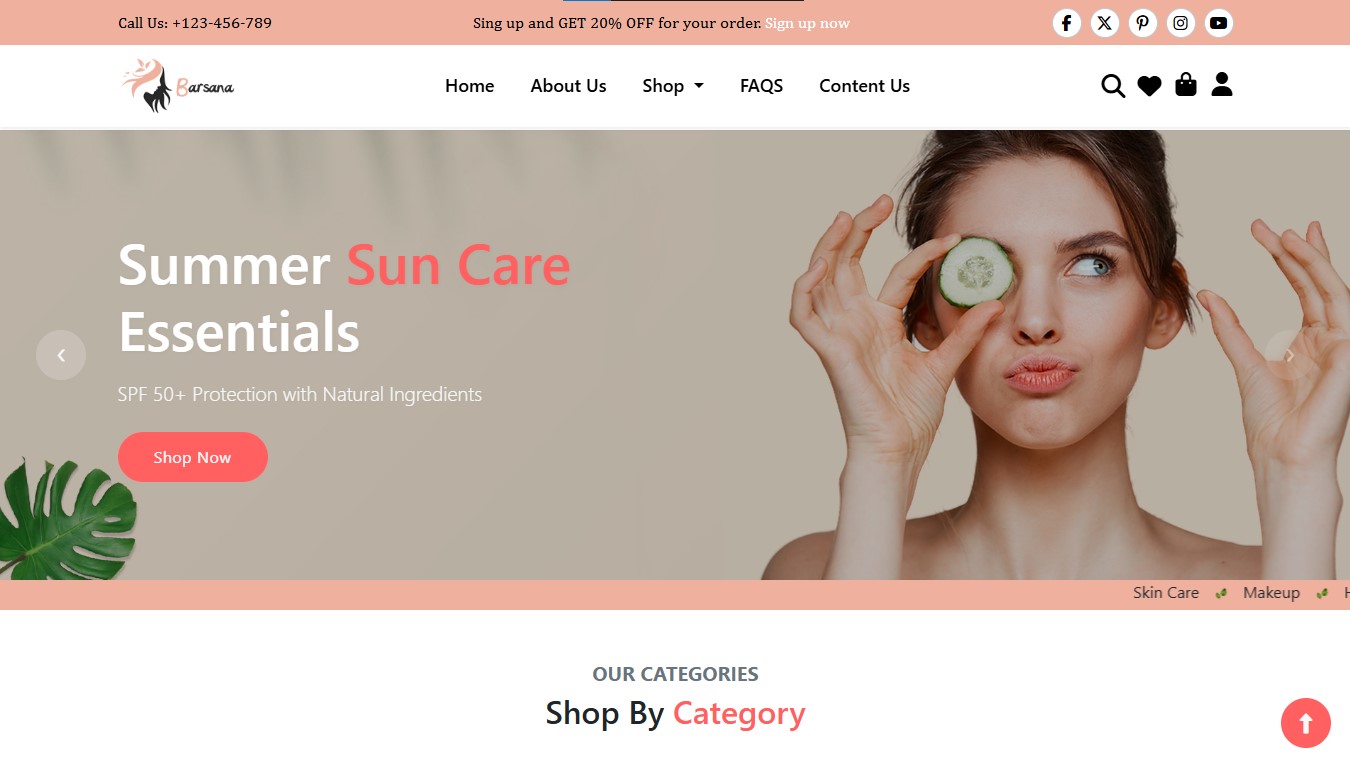 Call Us: +123-456-789
Sing up and GET 20% OFF for your order. Sign up now
Barsana
Home
About Us
Shop
FAQS
Content Us
Summer Sun Care
Essentials
SPF 50+ Protection with Natural Ingredients
Shop Now
Skin Care
Makeup
OUR CATEGORIES
Shop By Category